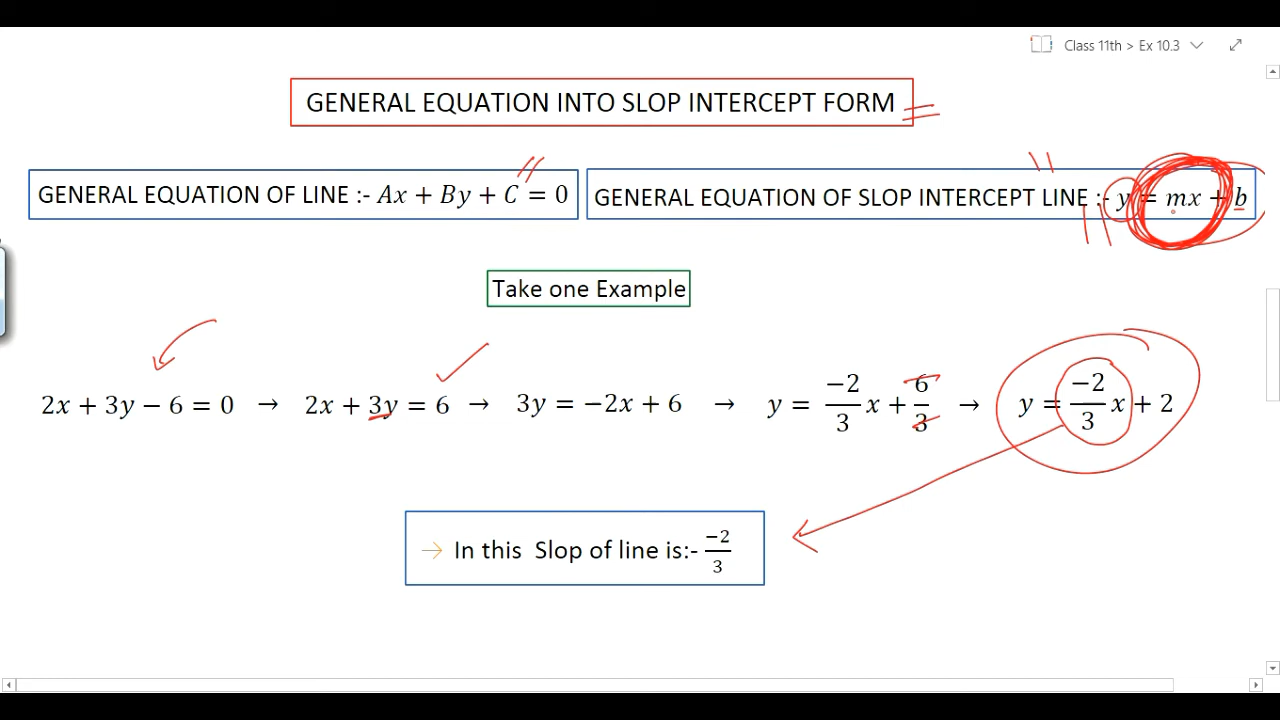 Class 11th > Ex 10.3
GENERAL EQUATION INTO SLOP INTERCEPT FORM
GENERAL EQUATION OF LINE :- Ax + By + C = 0
GENERAL EQUATION OF SLOP INTERCEPT LINE :- y = mx + b
Take one Example
2x + 3y − 6 = 0 → 2x + 3y = 6 → 3y = −2x + 6 → y = −2/3 x + 6/3 → y = −2/3 x + 2
→ In this Slop of line is:- −2/3